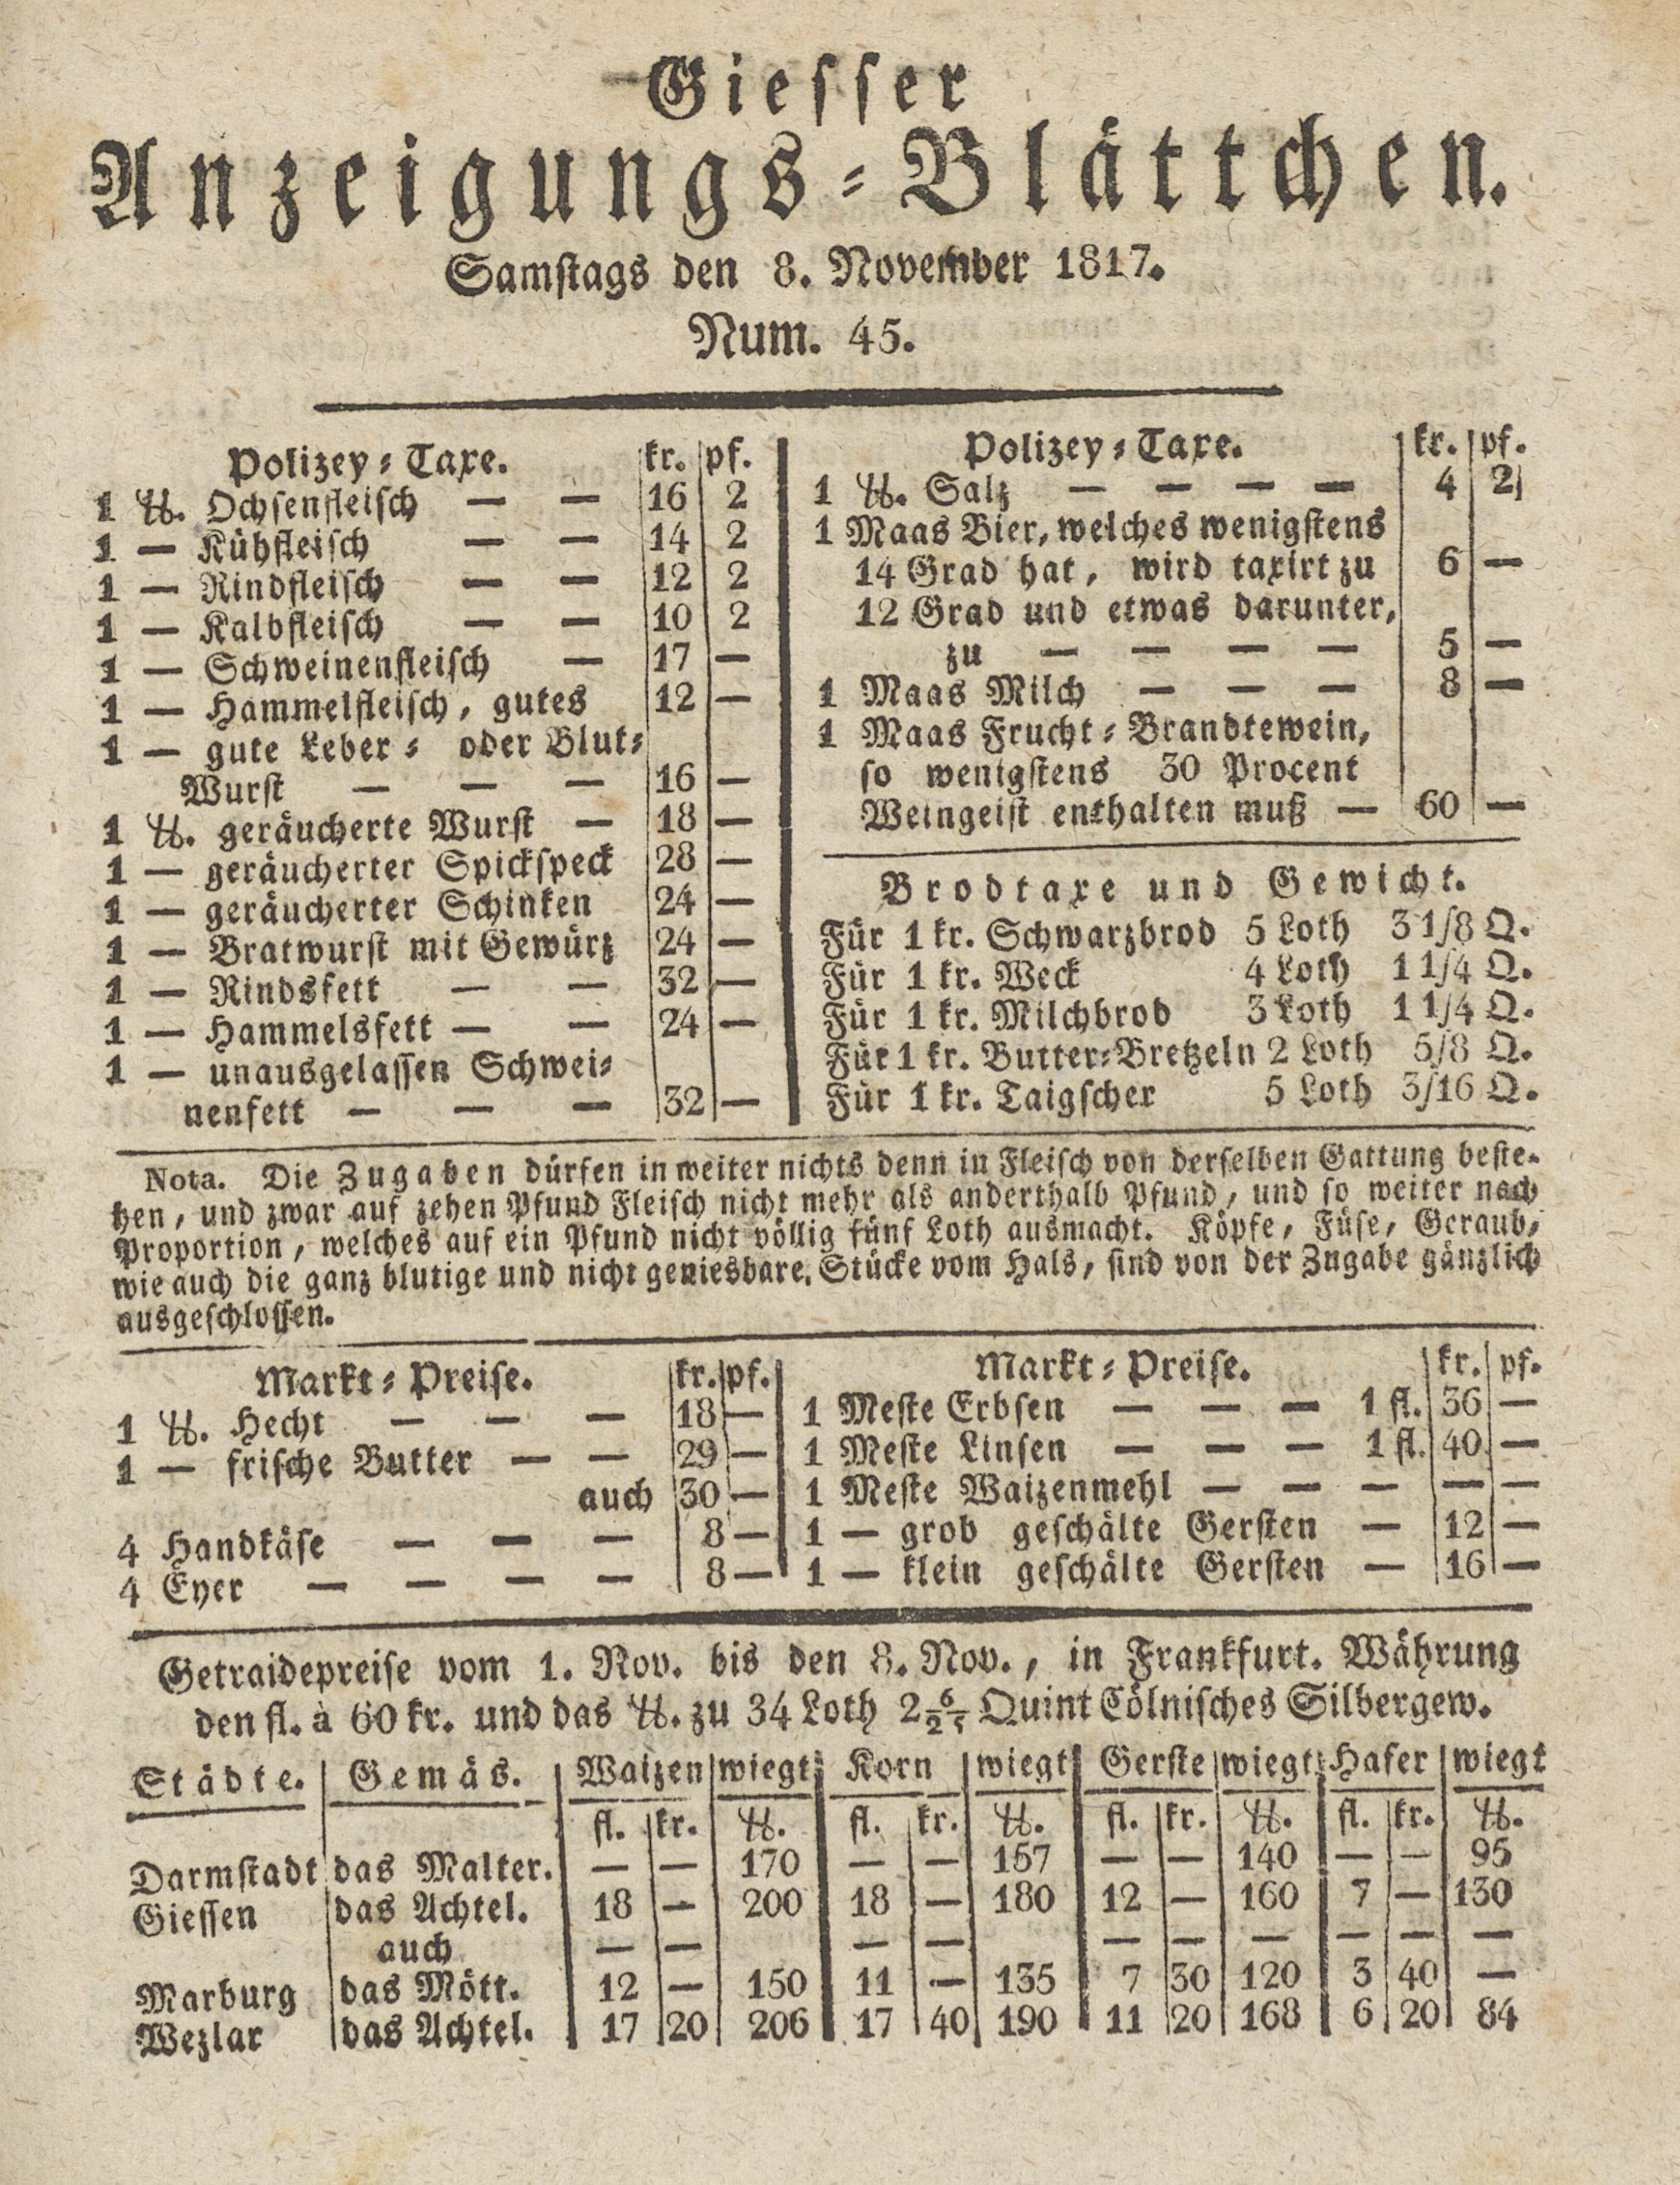 Giesser
Anzeigungs-Blättchen.
Samstags den 8. November 1817.
Num. 45.
Polizey-Taxe. kr. pf.
1 ℔. Ochsenfleisch — — 16 2
1 — Kühfleisch — — 14 2
1 — Rindfleisch — — 12 2
1 — Kalbfleisch — — 10 2
1 — Schweinenfleisch — 17 —
1 — Hammelfleisch, gutes 12 —
1 — gute Leber- oder Blut-
Wurst — — — 16 —
1 ℔. geräucherte Wurst — 18 —
1 — geräucherter Spickspeck 28 —
1 — geräucherter Schinken 24 —
1 — Bratwurst mit Gewürz 24 —
1 — Rindsfett — — 32 —
1 — Hammelsfett — — 24 —
1 — unausgelassen Schwei-
nenfett — — — 32 —
Polizey-Taxe. kr. pf.
1 ℔. Salz — — — — 4 2
1 Maas Bier, welches wenigstens
14 Grad hat, wird taxirt zu 6 —
12 Grad und etwas darunter,
zu — — — — 5 —
1 Maas Milch — — — 8 —
1 Maas Frucht-Brandtewein,
so wenigstens 30 Procent
Weingeist enthalten muß — 60 —
Brodtaxe und Gewicht.
Für 1 kr. Schwarzbrod 5 Loth 3 1/8 Q.
Für 1 kr. Weck 4 Loth 1 1/4 Q.
Für 1 kr. Milchbrod 3 Loth 1 1/4 Q.
Für 1 kr. Butter-Bretzeln 2 Loth 5/8 Q.
Für 1 kr. Taigscher 5 Loth 3/16 Q.
Nota. Die Zugaben dürfen in weiter nichts denn in Fleisch von derselben Gattung beste-
hen, und zwar auf zehen Pfund Fleisch nicht mehr als anderthalb Pfund, und so weiter nach
Proportion, welches auf ein Pfund nicht völlig fünf Loth ausmacht. Köpfe, Füse, Geraub,
wie auch die ganz blutige und nicht geniesbare Stücke vom Hals, sind von der Zugabe gänzlich
ausgeschlossen.
Markt-Preise. kr. pf.
1 ℔. Hecht — — — 18 —
1 — frische Butter — — 29 —
auch 30 —
4 Handkäse — — — 8 —
4 Eyer — — — — 8 —
Markt-Preise. kr. pf.
1 Meste Erbsen — — — 1 fl. 36 —
1 Meste Linsen — — — 1 fl. 40 —
1 Meste Waizenmehl — — — — —
1 — grob geschälte Gersten — 12 —
1 — klein geschälte Gersten — 16 —
Getraidepreise vom 1. Nov. bis den 8. Nov., in Frankfurt. Währung
den fl. à 60 kr. und das ℔. zu 34 Loth 2 6/25 Quint Cölnisches Silbergew.
Städte. Gemäs. Waizen wiegt Korn wiegt Gerste wiegt Hafer wiegt
fl. kr. ℔. fl. kr. ℔. fl. kr. ℔. fl. kr. ℔.
Darmstadt das Malter. — — 170 — — 157 — — 140 — — 95
Giessen das Achtel. 18 — 200 18 — 180 12 — 160 7 — 130
auch — — — — — — — — — —
Marburg das Mött. 12 — 150 11 — 135 7 30 120 3 40 —
Wezlar das Achtel. 17 20 206 17 40 190 11 20 168 6 20 84